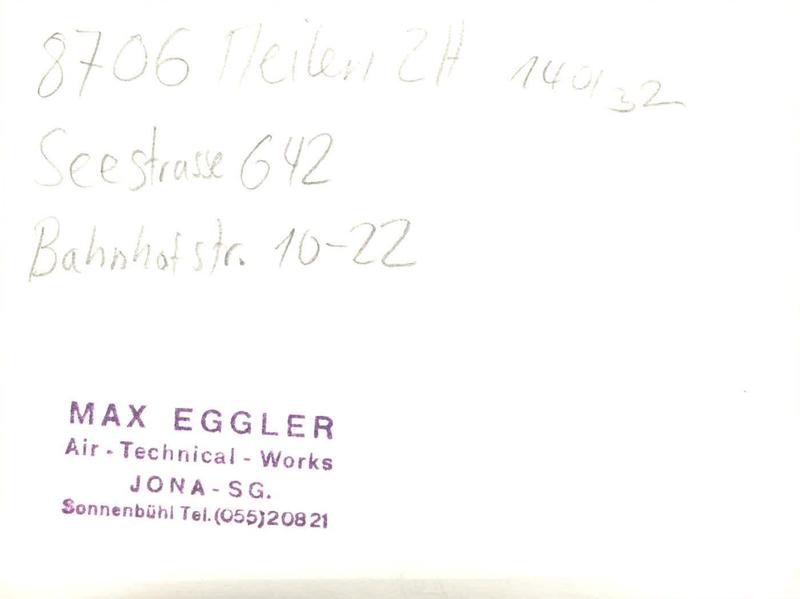 8706 Meilen ZH 140/32
Seestrasse 642
Bahnhofstr. 10-22
MAX EGGLER
Air-Technical-Works
JONA-SG.
Sonnenbühl Tel.(055)20821